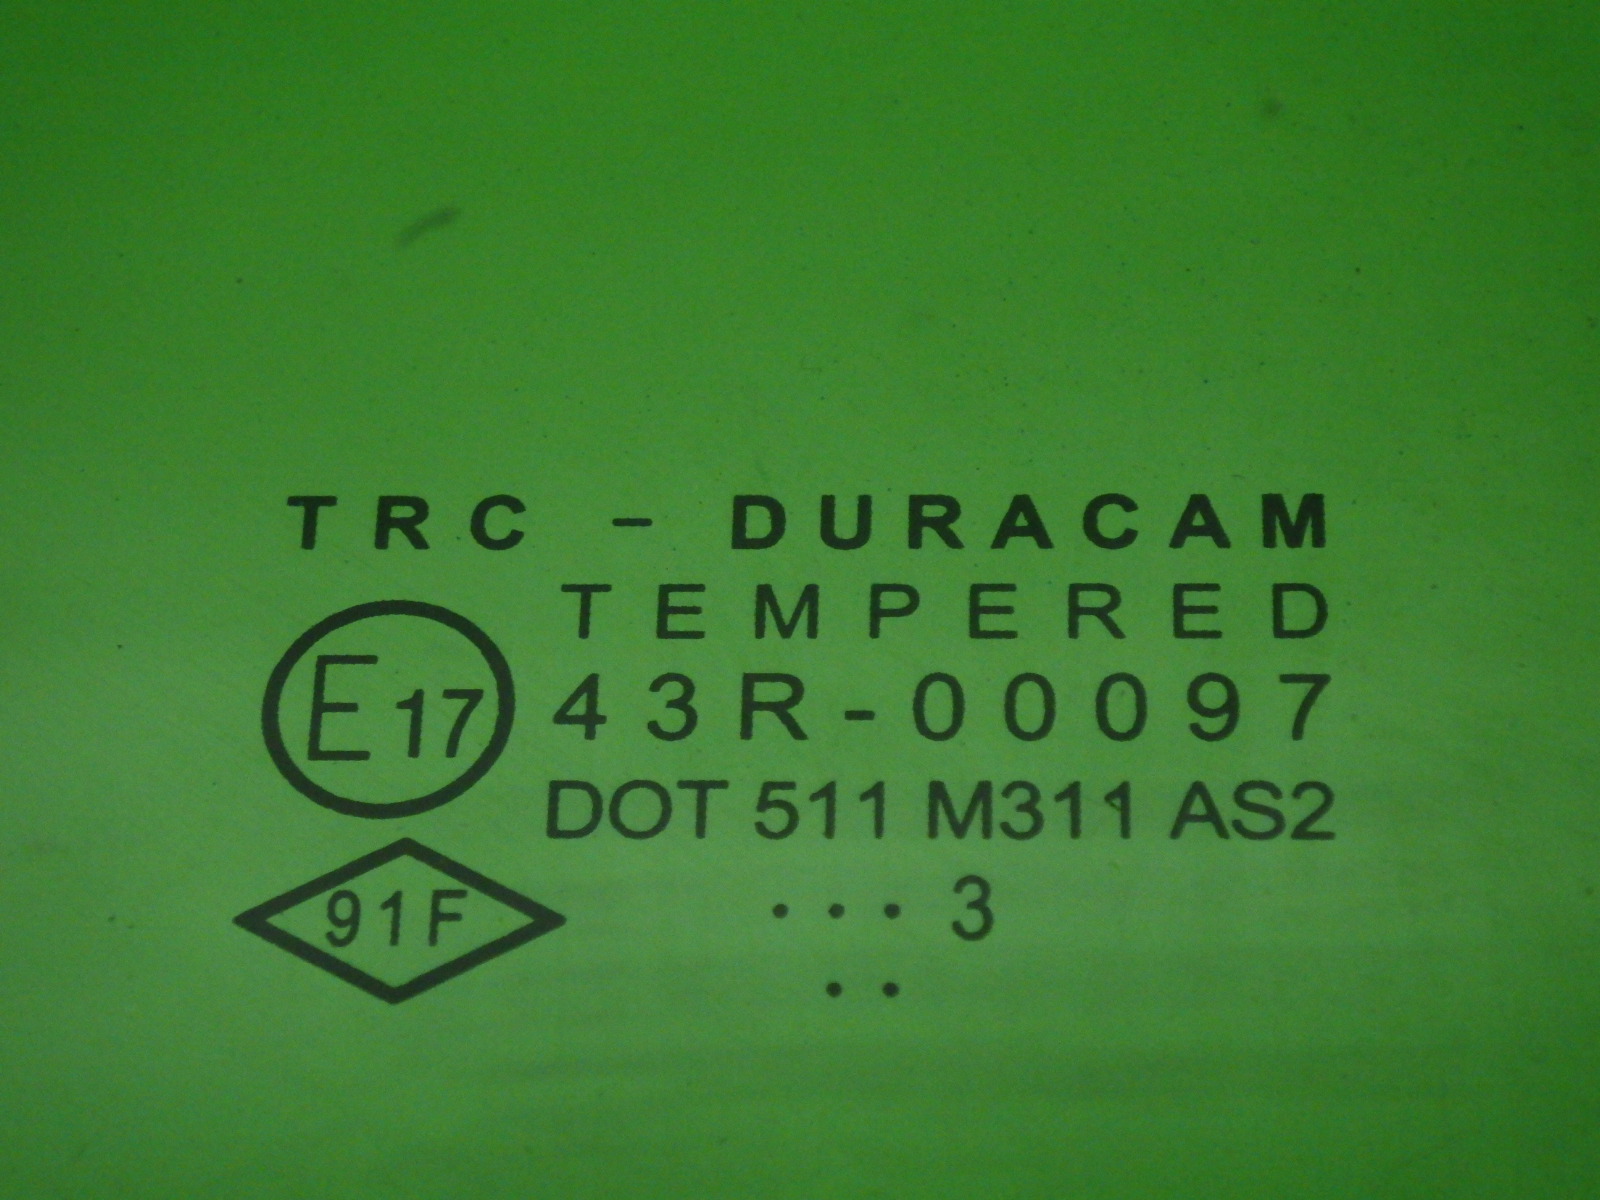 TRC - DURACAM
TEMPERED
E17
43R-00097
DOT 511 M311 AS2
91F
... 3
..